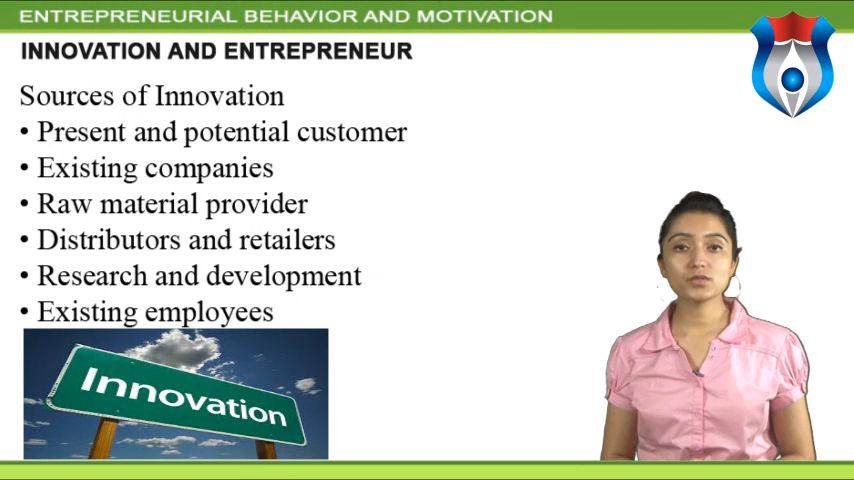 ENTREPRENEURIAL BEHAVIOR AND MOTIVATION
INNOVATION AND ENTREPRENEUR
Sources of Innovation
• Present and potential customer
• Existing companies
• Raw material provider
• Distributors and retailers
• Research and development
• Existing employees
Innovation